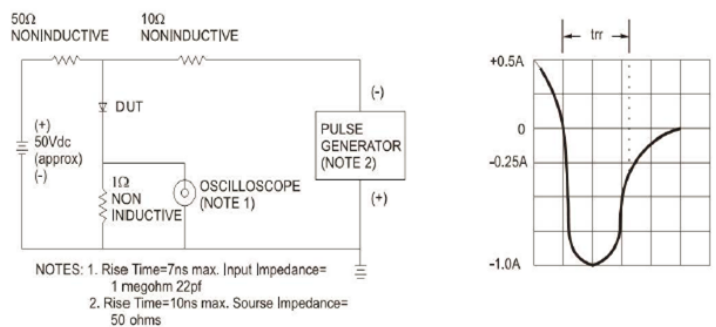 50Ω
NONINDUCTIVE
10Ω
NONINDUCTIVE
DUT
(+)
50Vdc
(approx)
(-)
1Ω
NON
INDUCTIVE
OSCILLOSCOPE
(NOTE 1)
(-)
PULSE
GENERATOR
(NOTE 2)
(+)
NOTES: 1. Rise Time=7ns max. Input Impedance=
1 megohm 22pf
2. Rise Time=10ns max. Sourse Impedance=
50 ohms
trr
+0.5A
0
-0.25A
-1.0A